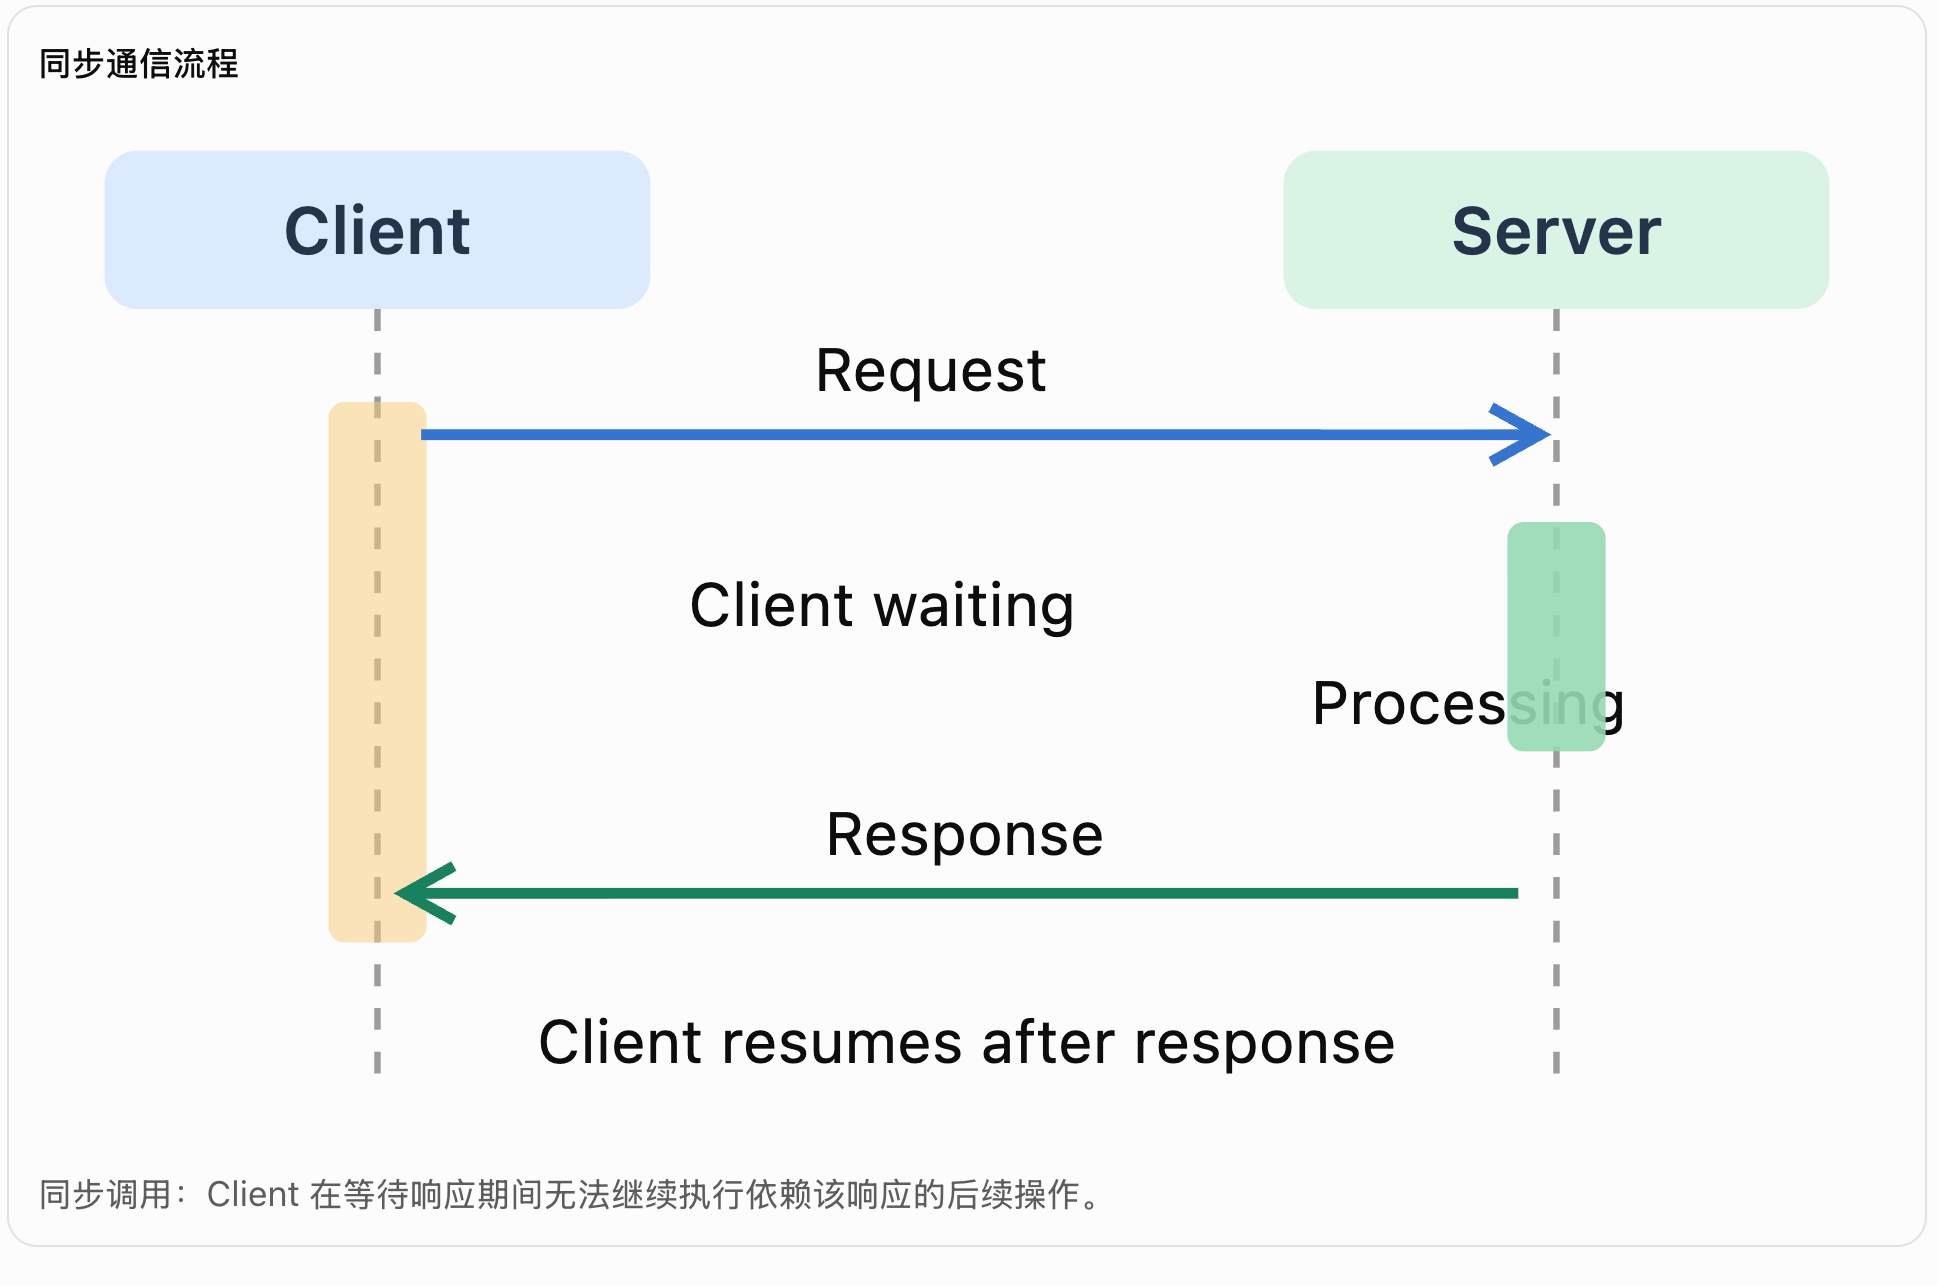 同步通信流程
Client
Server
Request
Client waiting
Processing
Response
Client resumes after response
同步调用：Client 在等待响应期间无法继续执行依赖该响应的后续操作。